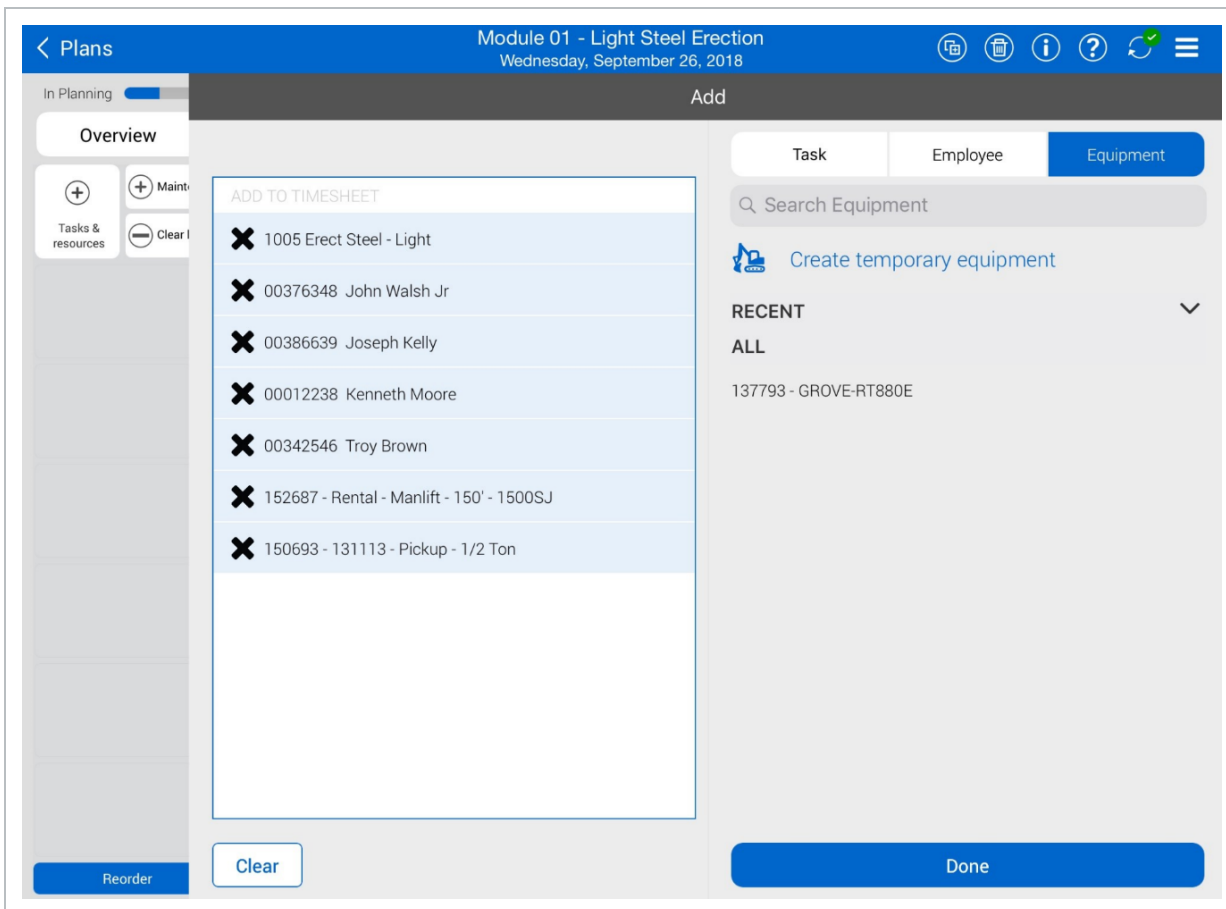 Plans
Module 01 - Light Steel Erection
Wednesday, September 26, 2018
In Planning
Add
Overview
Tasks &
resources
Clear
ADD TO TIMESHEET
1005 Erect Steel - Light
00376348 John Walsh Jr
00386639 Joseph Kelly
00012238 Kenneth Moore
00342546 Troy Brown
152687 - Rental - Manlift - 150' - 1500SJ
150693 - 131113 - Pickup - 1/2 Ton
Task
Employee
Equipment
Search Equipment
Create temporary equipment
RECENT
ALL
137793 - GROVE-RT880E
Reorder
Clear
Done